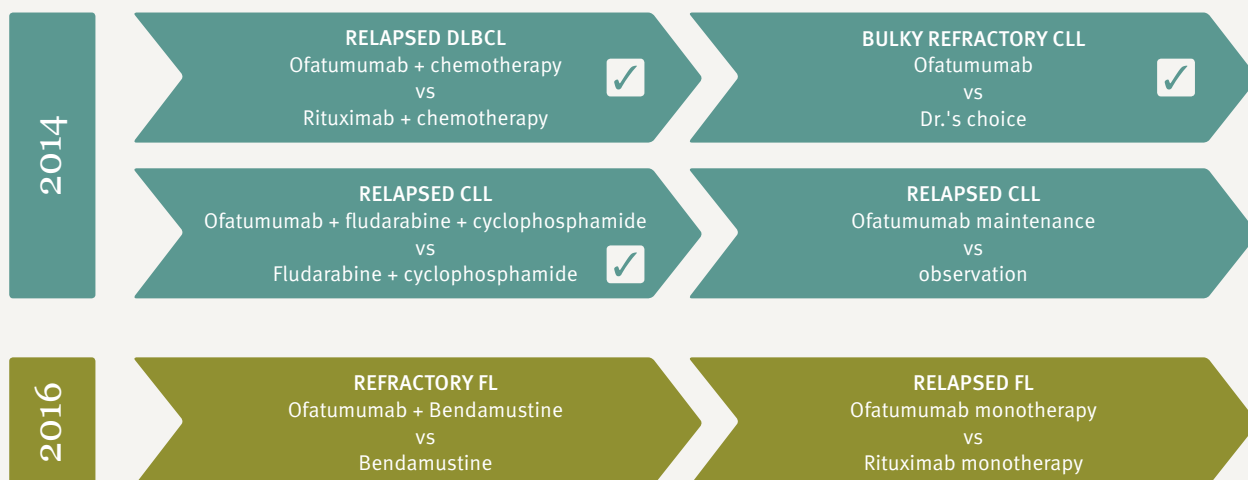 2014
RELAPSED DLBCL
Ofatumumab + chemotherapy
vs
Rituximab + chemotherapy
BULKY REFRACTORY CLL
Ofatumumab
vs
Dr.'s choice
RELAPSED CLL
Ofatumumab + fludarabine + cyclophosphamide
vs
Fludarabine + cyclophosphamide
RELAPSED CLL
Ofatumumab maintenance
vs
observation
2016
REFRACTORY FL
Ofatumumab + Bendamustine
vs
Bendamustine
RELAPSED FL
Ofatumumab monotherapy
vs
Rituximab monotherapy